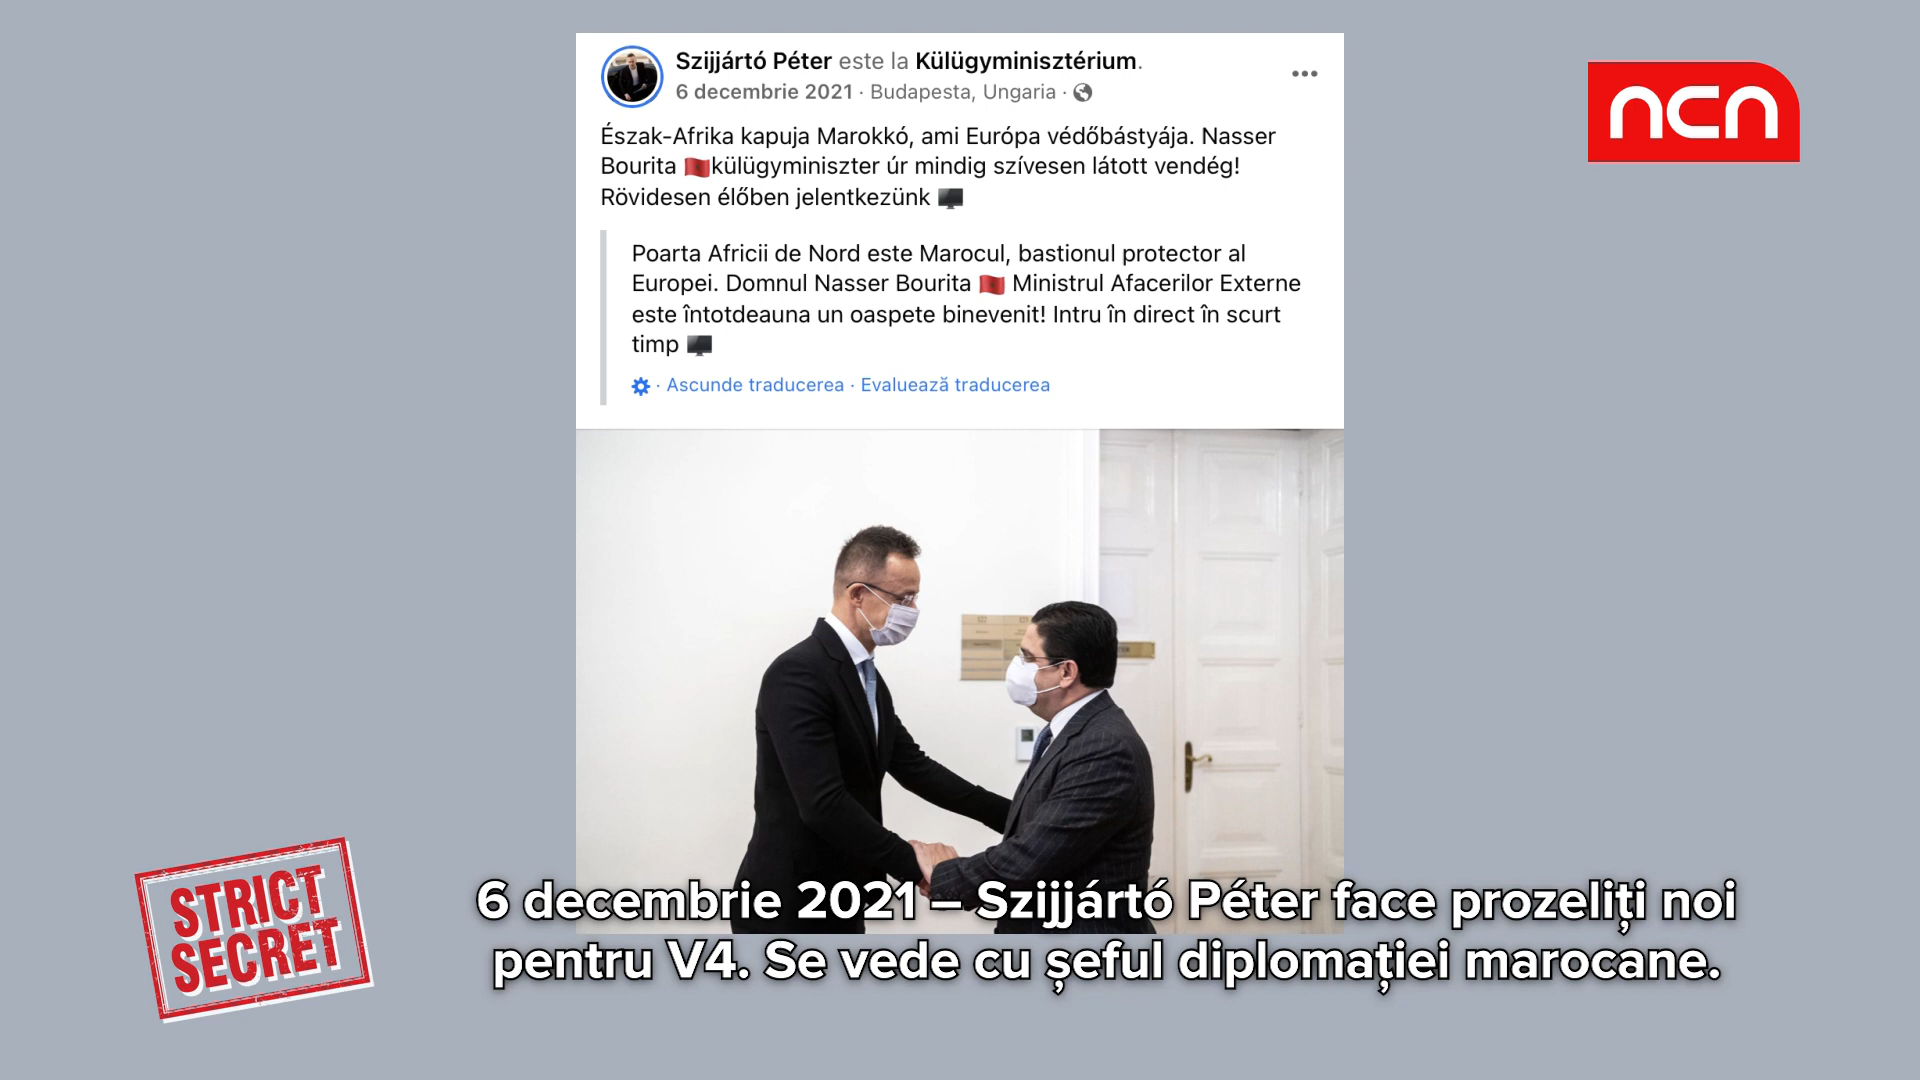 Szijjártó Péter este la Külügyminisztérium.
6 decembrie 2021 · Budapesta, Ungaria ·
Észak-Afrika kapuja Marokkó, ami Európa védőbástyája. Nasser
Bourita 🇲🇦külügyminiszter úr mindig szívesen látott vendég!
Rövidesen élőben jelentkezünk 🖥️
Poarta Africii de Nord este Marocul, bastionul protector al
Europei. Domnul Nasser Bourita 🇲🇦 Ministrul Afacerilor Externe
este întotdeauna un oaspete binevenit! Intru în direct în scurt
timp 🖥️
· Ascunde traducerea · Evaluează traducerea
ncn
STRICT
SECRET
6 decembrie 2021 – Szijjártó Péter face prozeliți noi
pentru V4. Se vede cu șeful diplomației marocane.